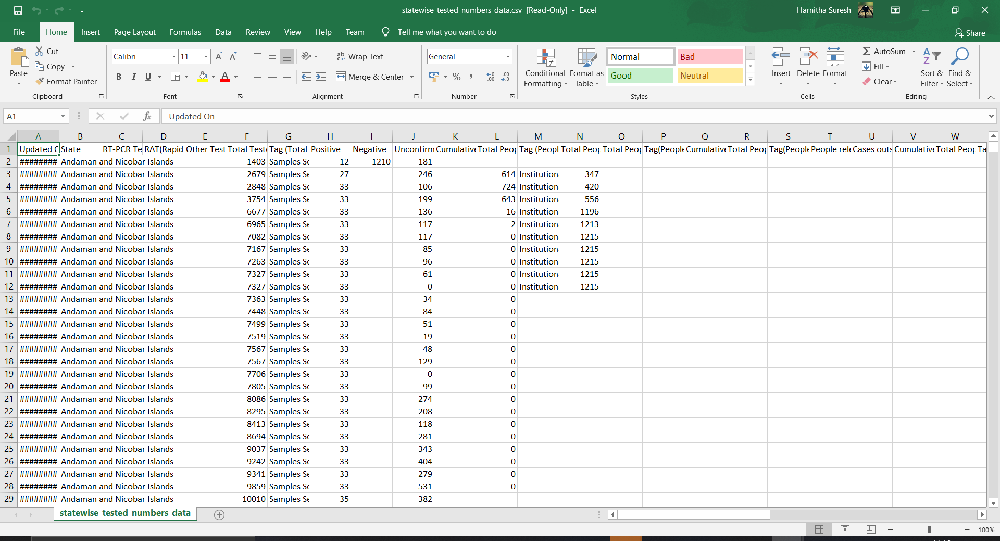 statewise_tested_numbers_data.csv [Read-Only] - Excel
Harnitha Suresh
File Home Insert Page Layout Formulas Data Review View Help Team Tell me what you want to do
Share
Paste
Cut
Copy
Format Painter
Clipboard
Calibri 11
B I U
Font
Wrap Text
Merge & Center
Alignment
General
Number
Conditional Formatting
Format as Table
Normal Bad
Good Neutral
Styles
Insert Delete Format
Cells
AutoSum
Fill
Clear
Sort & Filter
Find & Select
Editing
A1 fx Updated On
A B C D E F G H I J K L M N O P Q R S T U V W
1 Updated State RT-PCR Te RAT(Rapid Other Test Total Teste Tag (Total Positive Negative Unconfirm Cumulative Total Peop Tag (Peopl Total Peop Total Peop Tag(People Cumulative Total Peop Tag(People People rel Cases outs Cumulative Total Peop Ta
2 ######## Andaman and Nicobar Islands 1403 Samples Se 12 1210 181
3 ######## Andaman and Nicobar Islands 2679 Samples Se 27 246 614 Institution 347
4 ######## Andaman and Nicobar Islands 2848 Samples Se 33 106 724 Institution 420
5 ######## Andaman and Nicobar Islands 3754 Samples Se 33 199 643 Institution 556
6 ######## Andaman and Nicobar Islands 6677 Samples Se 33 136 16 Institution 1196
7 ######## Andaman and Nicobar Islands 6965 Samples Se 33 117 2 Institution 1213
8 ######## Andaman and Nicobar Islands 7082 Samples Se 33 117 0 Institution 1215
9 ######## Andaman and Nicobar Islands 7167 Samples Se 33 85 0 Institution 1215
10 ######## Andaman and Nicobar Islands 7263 Samples Se 33 96 0 Institution 1215
11 ######## Andaman and Nicobar Islands 7327 Samples Se 33 61 0 Institution 1215
12 ######## Andaman and Nicobar Islands 7327 Samples Se 33 0 0 Institution 1215
13 ######## Andaman and Nicobar Islands 7363 Samples Se 33 34 0
14 ######## Andaman and Nicobar Islands 7448 Samples Se 33 84 0
15 ######## Andaman and Nicobar Islands 7499 Samples Se 33 51 0
16 ######## Andaman and Nicobar Islands 7519 Samples Se 33 19 0
17 ######## Andaman and Nicobar Islands 7567 Samples Se 33 48 0
18 ######## Andaman and Nicobar Islands 7567 Samples Se 33 129 0
19 ######## Andaman and Nicobar Islands 7706 Samples Se 33 0 0
20 ######## Andaman and Nicobar Islands 7805 Samples Se 33 99 0
21 ######## Andaman and Nicobar Islands 8086 Samples Se 33 274 0
22 ######## Andaman and Nicobar Islands 8295 Samples Se 33 208 0
23 ######## Andaman and Nicobar Islands 8413 Samples Se 33 118 0
24 ######## Andaman and Nicobar Islands 8694 Samples Se 33 281 0
25 ######## Andaman and Nicobar Islands 9037 Samples Se 33 343 0
26 ######## Andaman and Nicobar Islands 9242 Samples Se 33 404 0
27 ######## Andaman and Nicobar Islands 9341 Samples Se 33 279 0
28 ######## Andaman and Nicobar Islands 9859 Samples Se 33 531 0
29 ######## Andaman and Nicobar Islands 10010 Samples Se 35 382
statewise_tested_numbers_data
100%